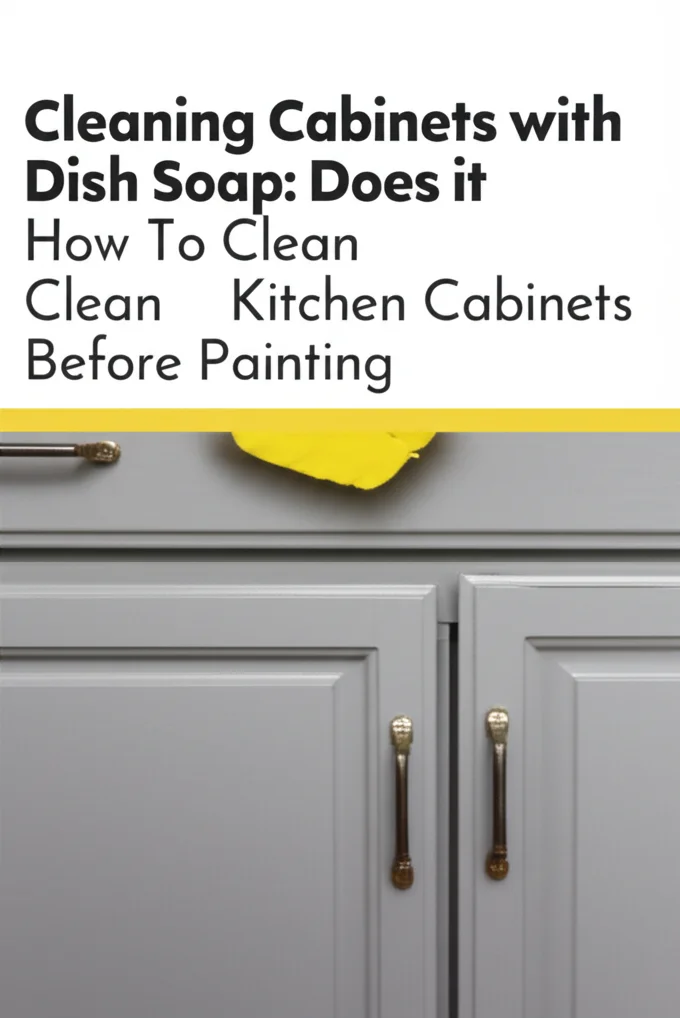 Cleaning Cabinets with
Dish Soap: Does it
How To Clean
Clean Kitchen Cabinets
Before Painting